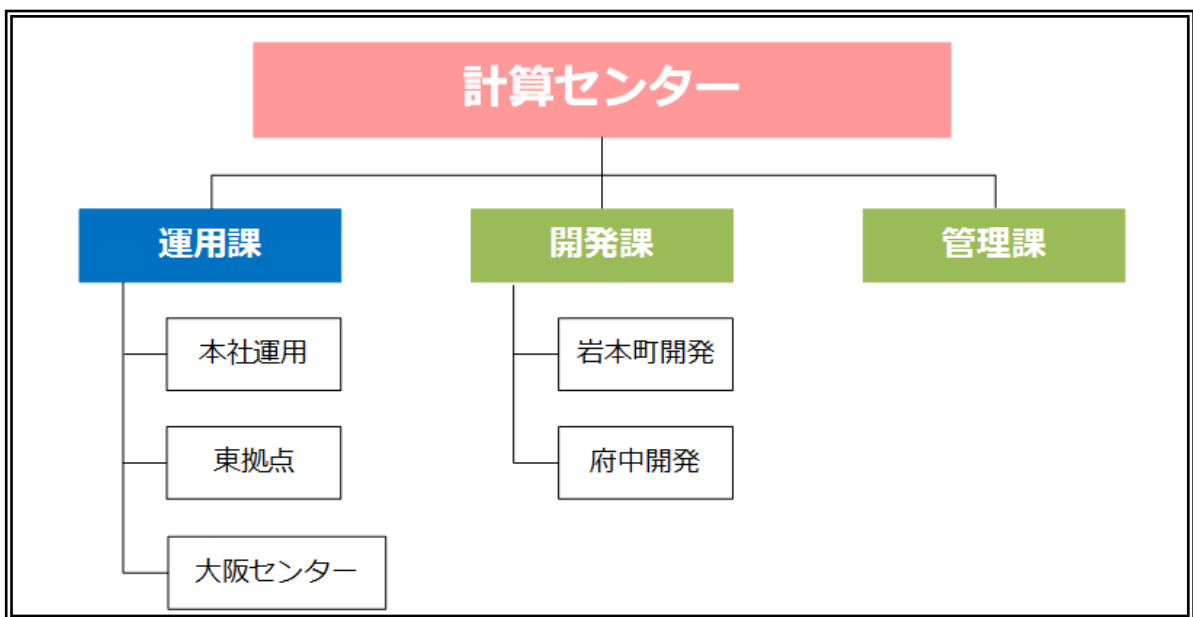 計算センター
運用課
開発課
管理課
本社運用
岩本町開発
東拠点
府中開発
大阪センター